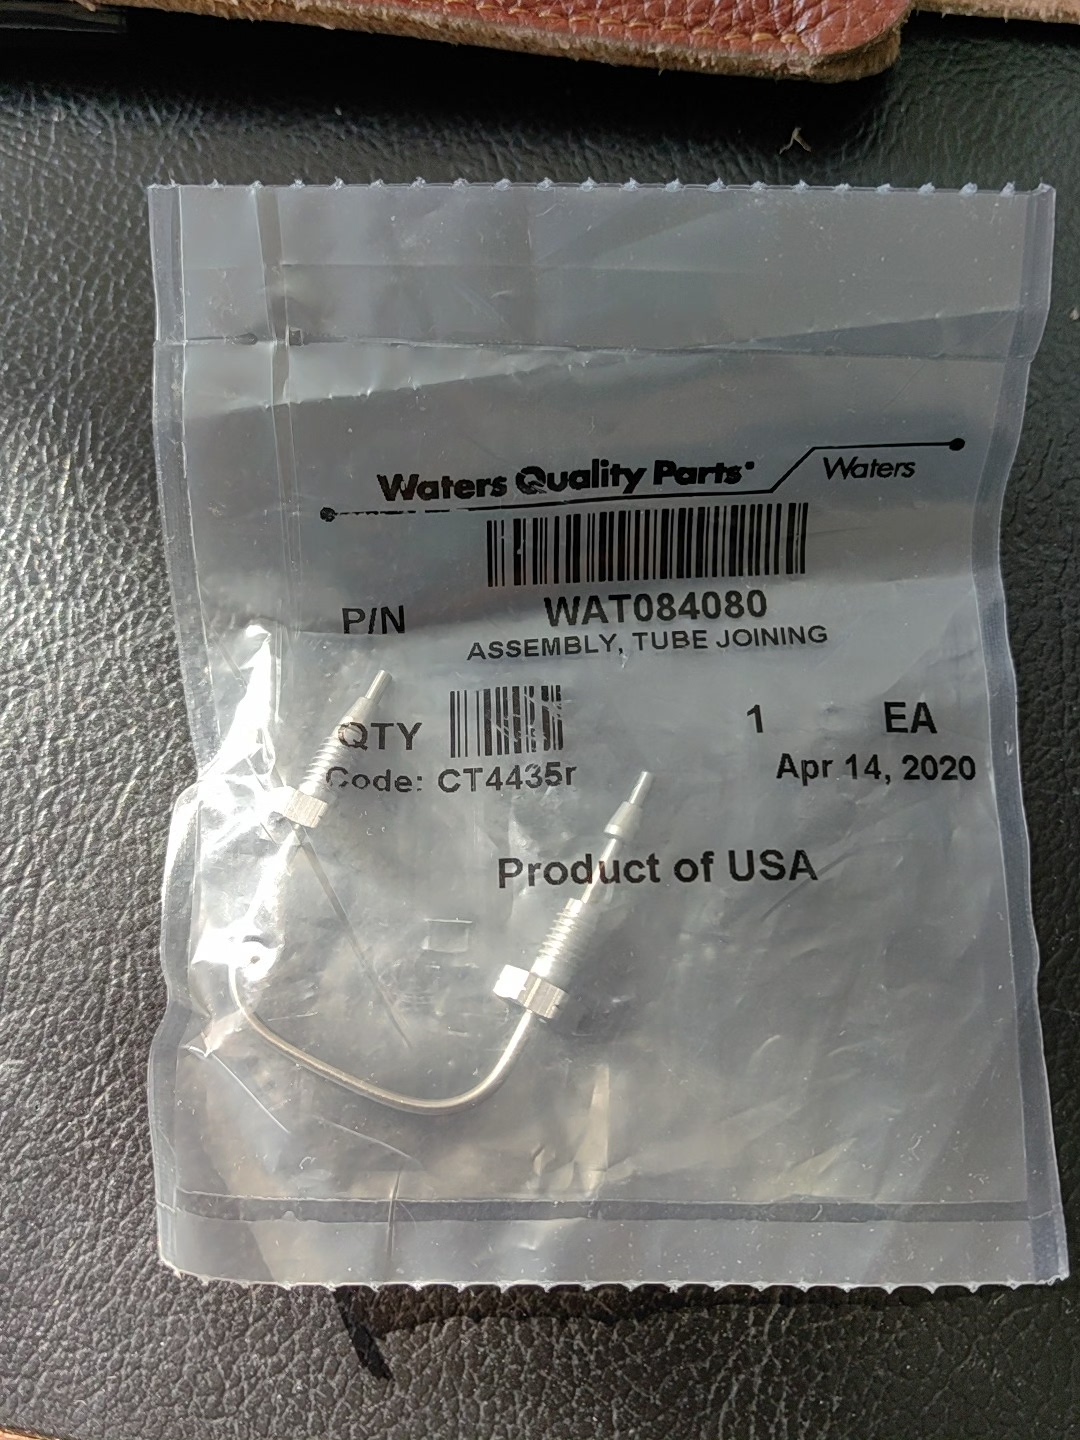 Waters Quality Parts
Waters
P/N WAT084080
ASSEMBLY, TUBE JOINING
QTY 1 EA
Code: CT4435r Apr 14, 2020
Product of USA